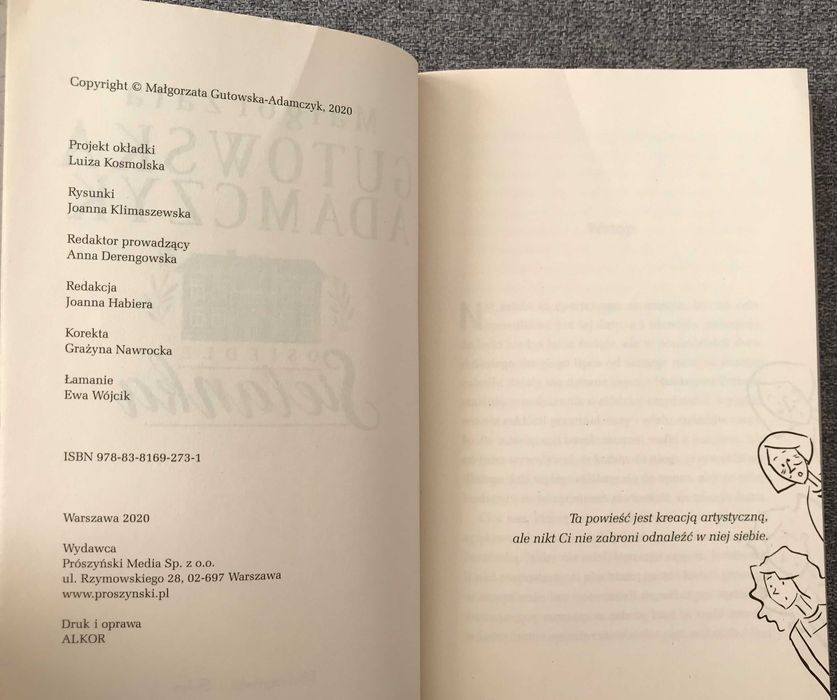 Copyright © Małgorzata Gutowska-Adamczyk, 2020
Projekt okładki
Luiza Kosmolska
Rysunki
Joanna Klimaszewska
Redaktor prowadzący
Anna Derengowska
Redakcja
Joanna Habiera
Korekta
Grażyna Nawrocka
Łamanie
Ewa Wójcik
ISBN 978-83-8169-273-1
Warszawa 2020
Wydawca
Prószyński Media Sp. z o.o.
ul. Rzymowskiego 28, 02-697 Warszawa
www.proszynski.pl
Druk i oprawa
ALKOR
Ta powieść jest kreacją artystyczną,
ale nikt Ci nie zabroni odnaleźć w niej siebie.